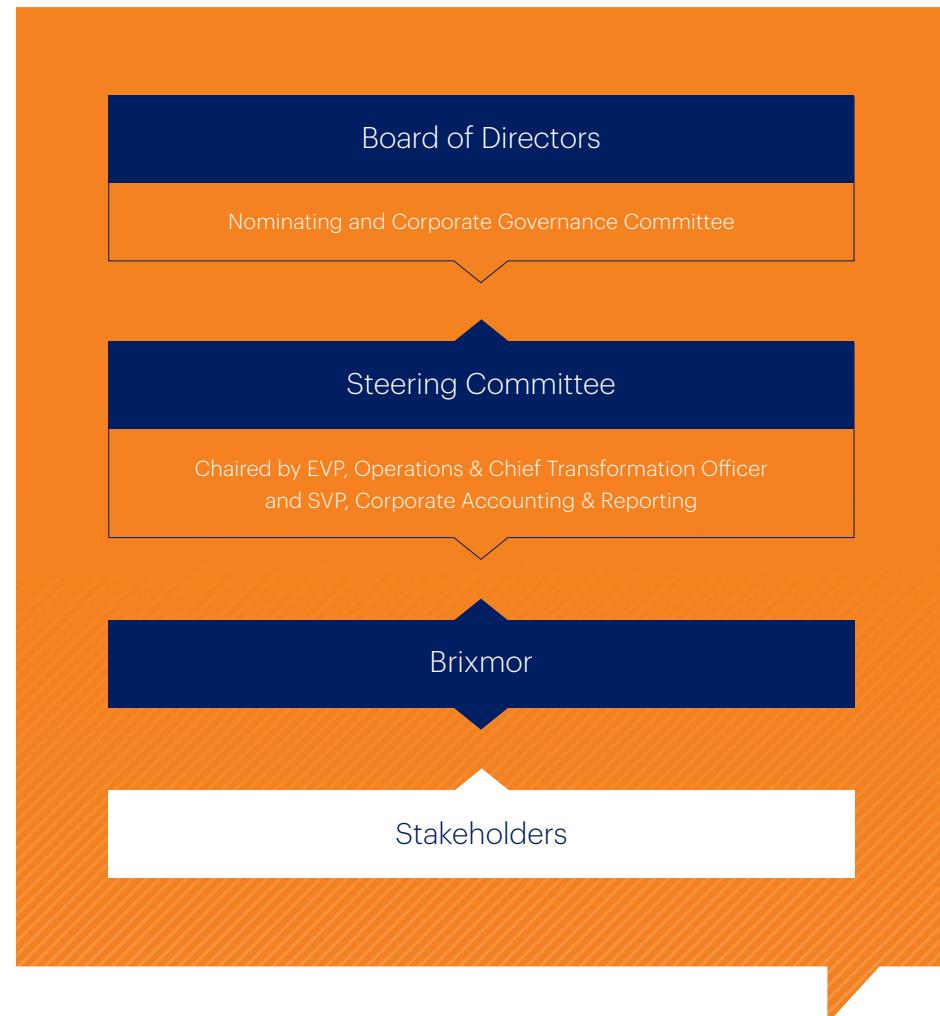 Board of Directors
Nominating and Corporate Governance Committee
Steering Committee
Chaired by EVP, Operations & Chief Transformation Officer
and SVP, Corporate Accounting & Reporting
Brixmor
Stakeholders